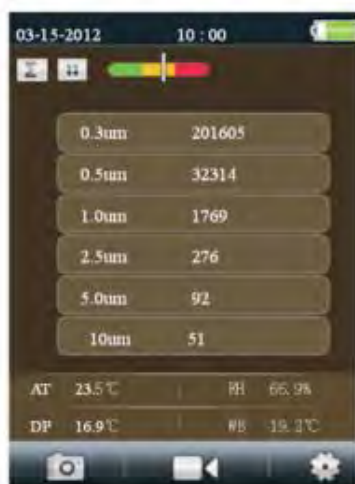 03-15-2012 10:00
0.3um 201605
0.5um 32314
1.0um 1769
2.5um 276
5.0um 92
10um 51
AT 23.5℃ RH 66.9%
DP 16.9℃ WB 19.2℃